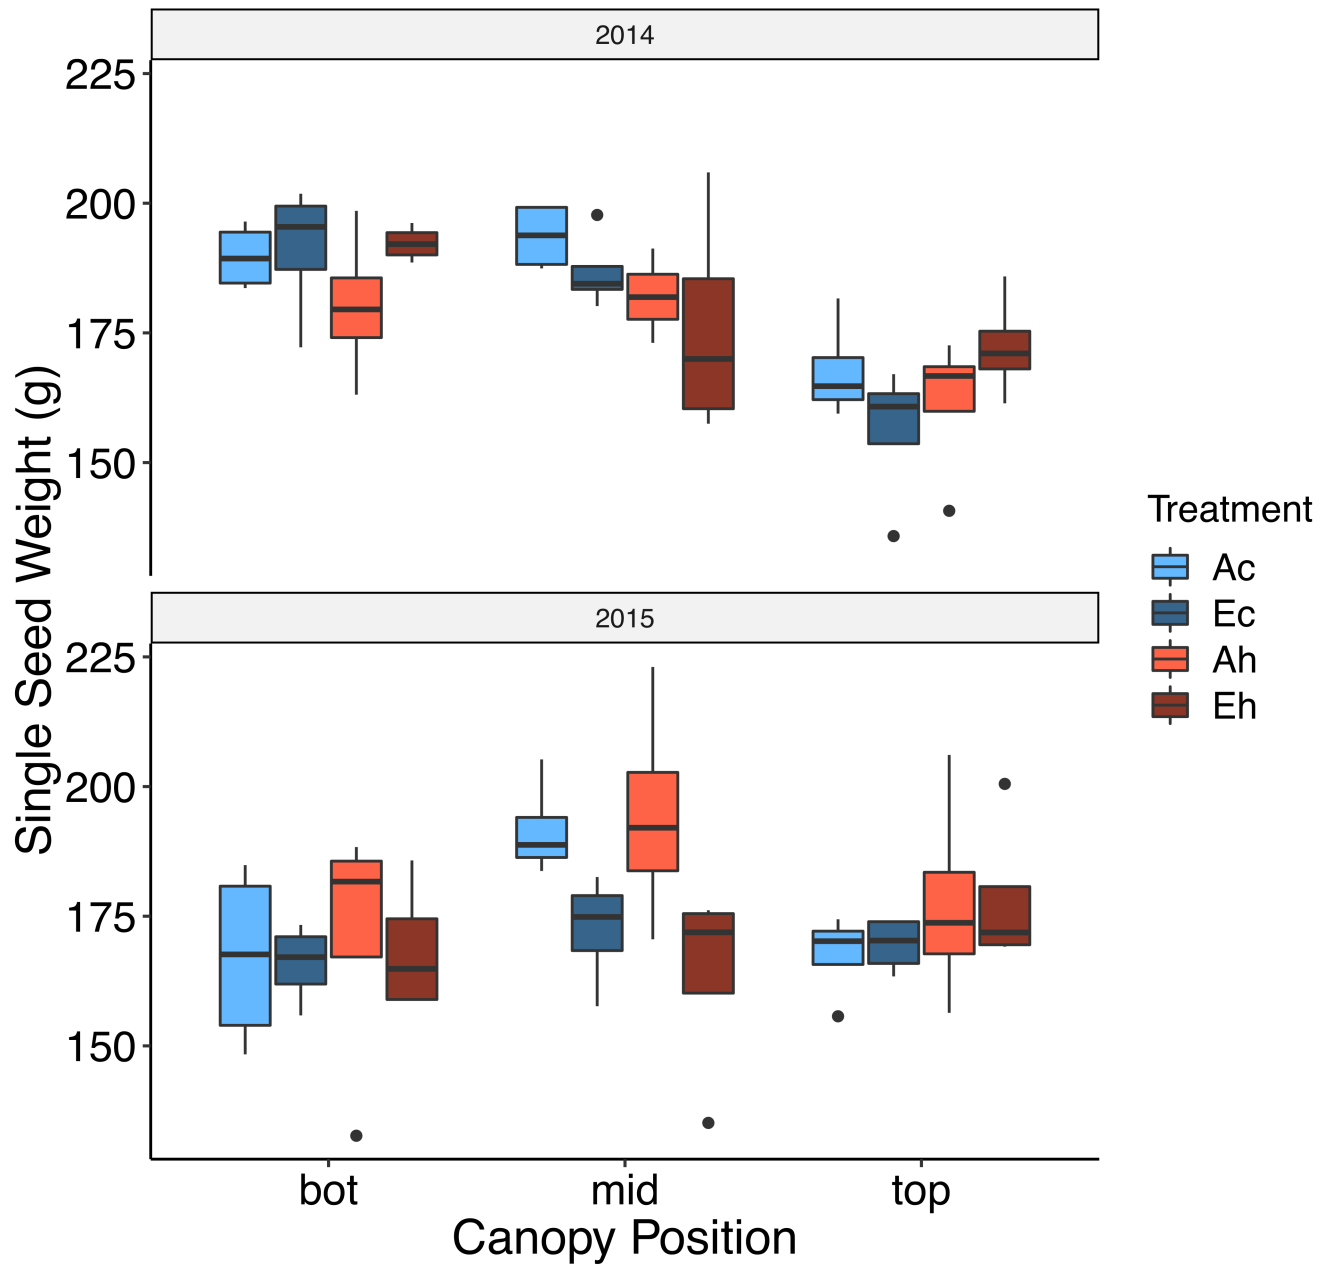 2014
225
200
175
150
2015
225
200
175
150
Single Seed Weight (g)
bot mid top
Canopy Position
Treatment
Ac
Ec
Ah
Eh